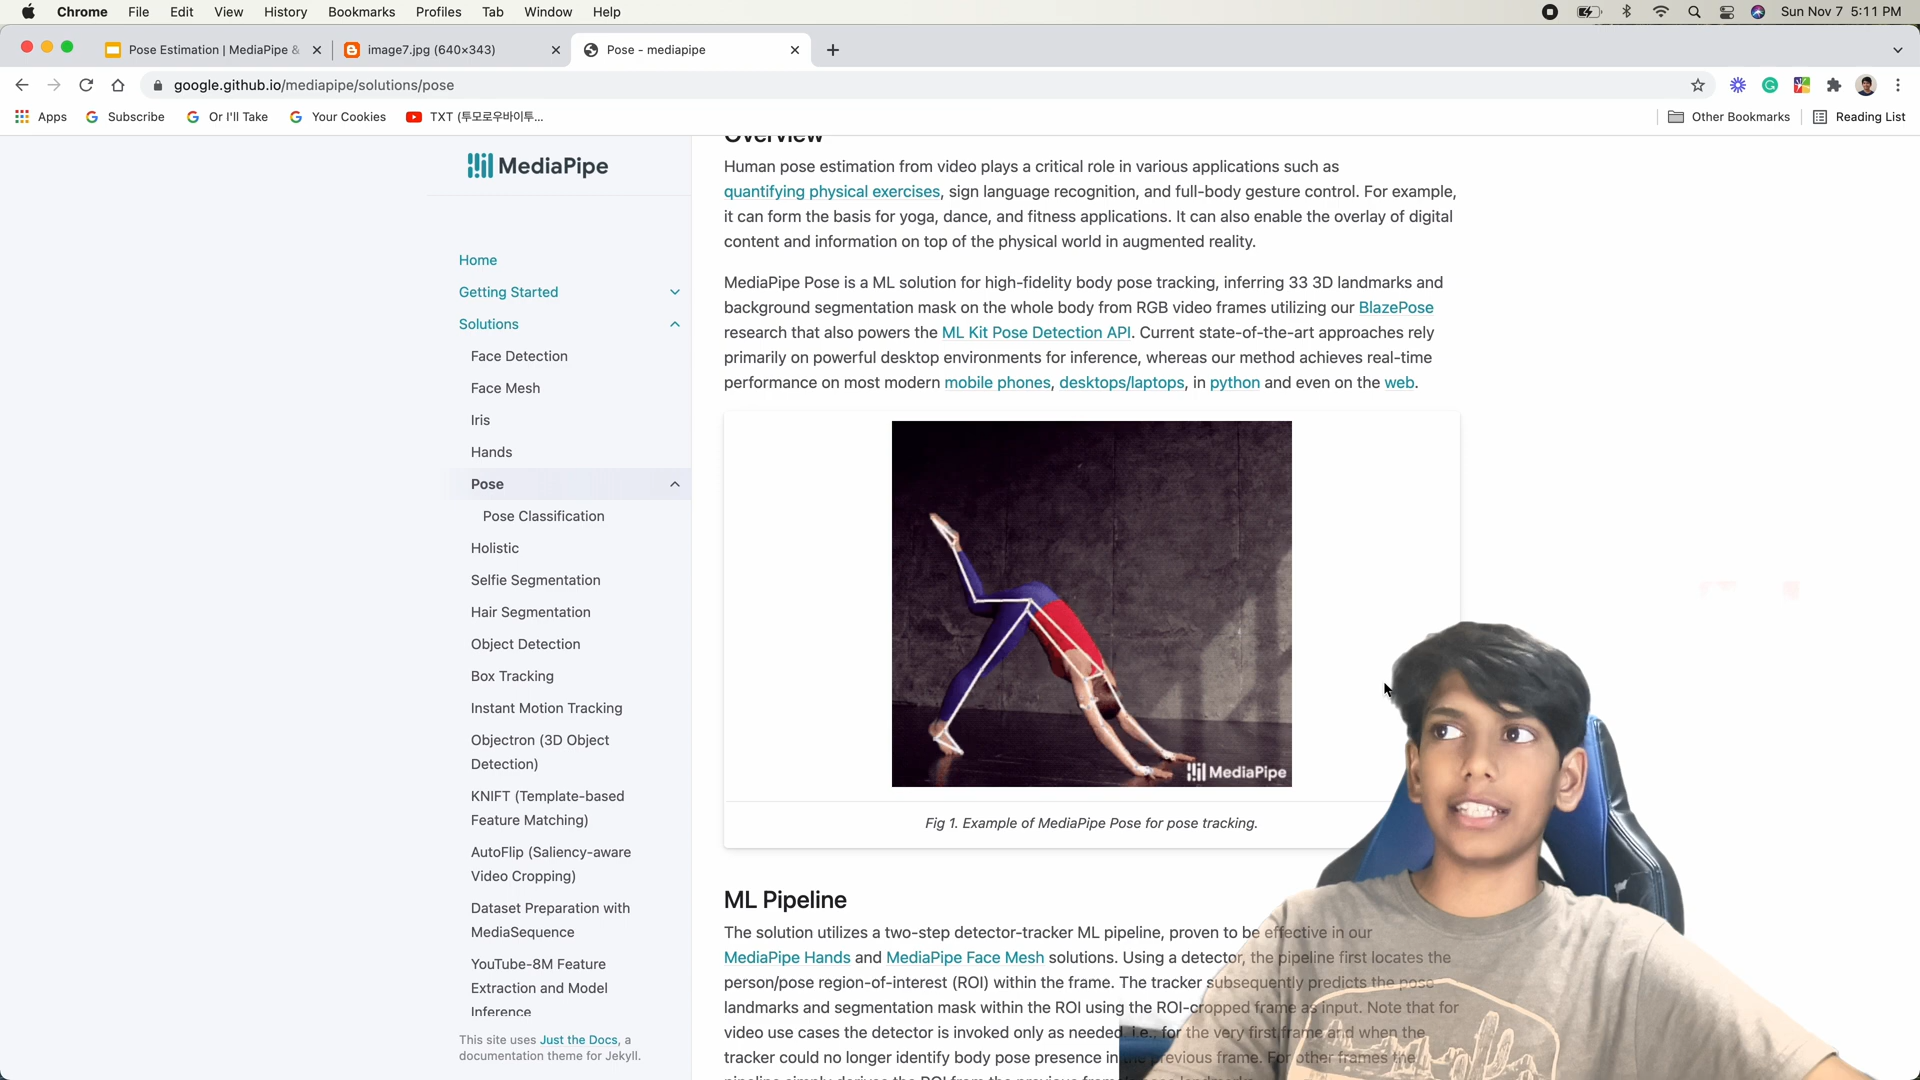 Chrome File Edit View History Bookmarks Profiles Tab Window Help Sun Nov 7 5:11 PM
Pose Estimation | MediaPipe & image7.jpg (640×343) Pose - mediapipe
google.github.io/mediapipe/solutions/pose
Apps Subscribe Or I'll Take Your Cookies TXT (투모로우바이투... Other Bookmarks Reading List
MediaPipe
Home
Getting Started
Solutions
Face Detection
Face Mesh
Iris
Hands
Pose
Pose Classification
Holistic
Selfie Segmentation
Hair Segmentation
Object Detection
Box Tracking
Instant Motion Tracking
Objectron (3D Object
Detection)
KNIFT (Template-based
Feature Matching)
AutoFlip (Saliency-aware
Video Cropping)
Dataset Preparation with
MediaSequence
YouTube-8M Feature
Extraction and Model
Inference
This site uses Just the Docs, a
documentation theme for Jekyll.
Overview
Human pose estimation from video plays a critical role in various applications such as
quantifying physical exercises, sign language recognition, and full-body gesture control. For example,
it can form the basis for yoga, dance, and fitness applications. It can also enable the overlay of digital
content and information on top of the physical world in augmented reality.
MediaPipe Pose is a ML solution for high-fidelity body pose tracking, inferring 33 3D landmarks and
background segmentation mask on the whole body from RGB video frames utilizing our BlazePose
research that also powers the ML Kit Pose Detection API. Current state-of-the-art approaches rely
primarily on powerful desktop environments for inference, whereas our method achieves real-time
performance on most modern mobile phones, desktops/laptops, in python and even on the web.
MediaPipe
Fig 1. Example of MediaPipe Pose for pose tracking.
ML Pipeline
The solution utilizes a two-step detector-tracker ML pipeline, proven to be effective in our
MediaPipe Hands and MediaPipe Face Mesh solutions. Using a detector, the pipeline first locates the
person/pose region-of-interest (ROI) within the frame. The tracker subsequently predicts the pose
landmarks and segmentation mask within the ROI using the ROI-cropped frame as input. Note that for
video use cases the detector is invoked only as needed, i.e., for the very first frame and when the
tracker could no longer identify body pose presence in the previous frame. For other frames the